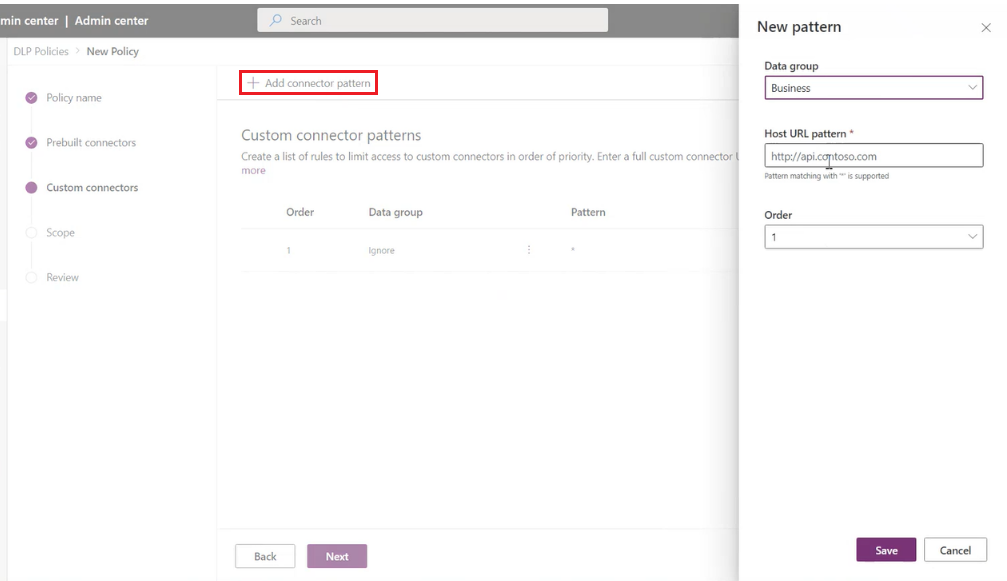 min center | Admin center
Search
DLP Policies > New Policy
Policy name
Prebuilt connectors
Custom connectors
Scope
Review
+ Add connector pattern
Custom connector patterns
Create a list of rules to limit access to custom connectors in order of priority. Enter a full custom connector U
more
Order Data group Pattern
1 Ignore *
Back Next
New pattern
Data group
Business
Host URL pattern *
http://api.contoso.com
Pattern matching with '*' is supported
Order
1
Save Cancel